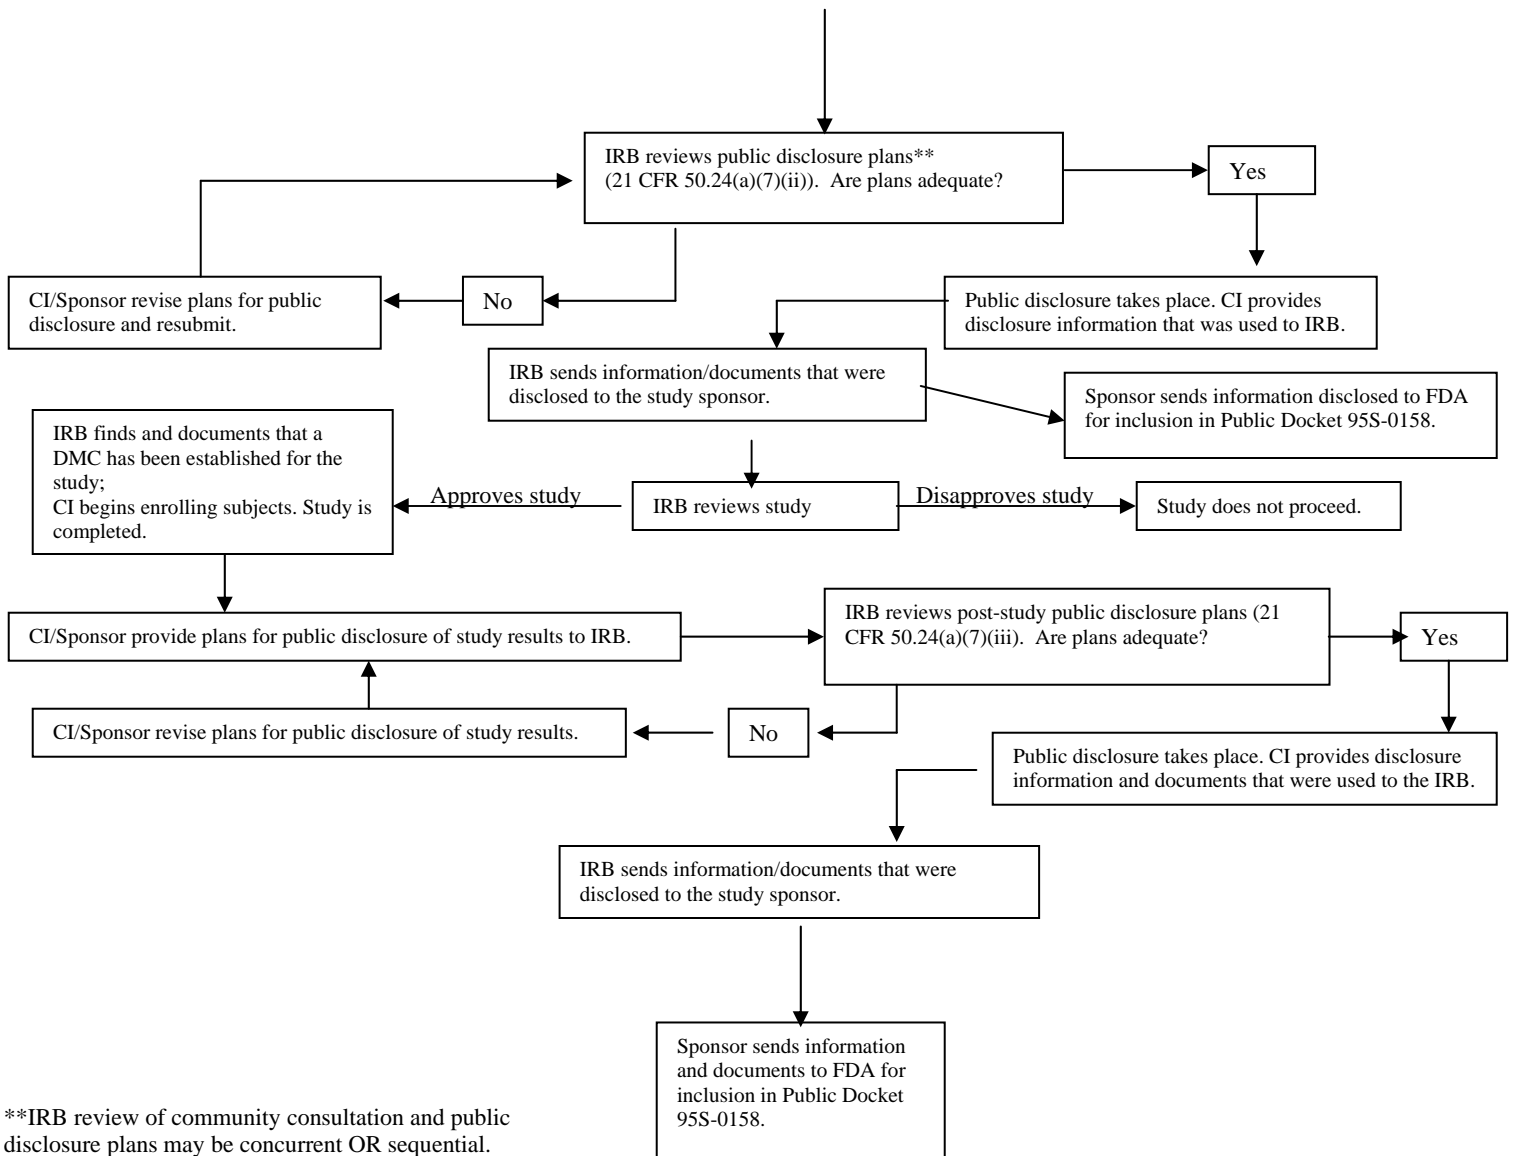 IRB reviews public disclosure plans**
(21 CFR 50.24(a)(7)(ii)).  Are plans adequate?
Yes
CI/Sponsor revise plans for public
disclosure and resubmit.
No
Public disclosure takes place. CI provides
disclosure information that was used to IRB.
IRB sends information/documents that were
disclosed to the study sponsor.
Sponsor sends information disclosed to FDA
for inclusion in Public Docket 95S-0158.
IRB finds and documents that a
DMC has been established for the
study;
CI begins enrolling subjects. Study is
completed.
Approves study
IRB reviews study
Disapproves study
Study does not proceed.
CI/Sponsor provide plans for public disclosure of study results to IRB.
IRB reviews post-study public disclosure plans (21
CFR 50.24(a)(7)(iii).  Are plans adequate?
Yes
CI/Sponsor revise plans for public disclosure of study results.
No
Public disclosure takes place. CI provides disclosure
information and documents that were used to the IRB.
IRB sends information/documents that were
disclosed to the study sponsor.
Sponsor sends information
and documents to FDA for
inclusion in Public Docket
95S-0158.
**IRB review of community consultation and public
disclosure plans may be concurrent OR sequential.